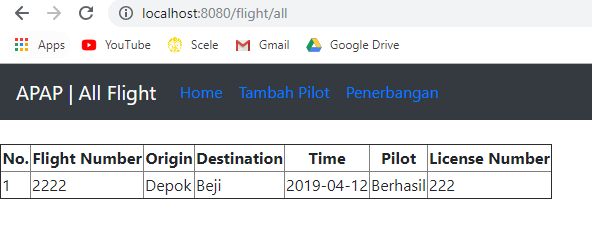 localhost:8080/flight/all
Apps YouTube Scele Gmail Google Drive
APAP | All Flight Home Tambah Pilot Penerbangan
No. Flight Number Origin Destination Time Pilot License Number
1 2222 Depok Beji 2019-04-12 Berhasil 222